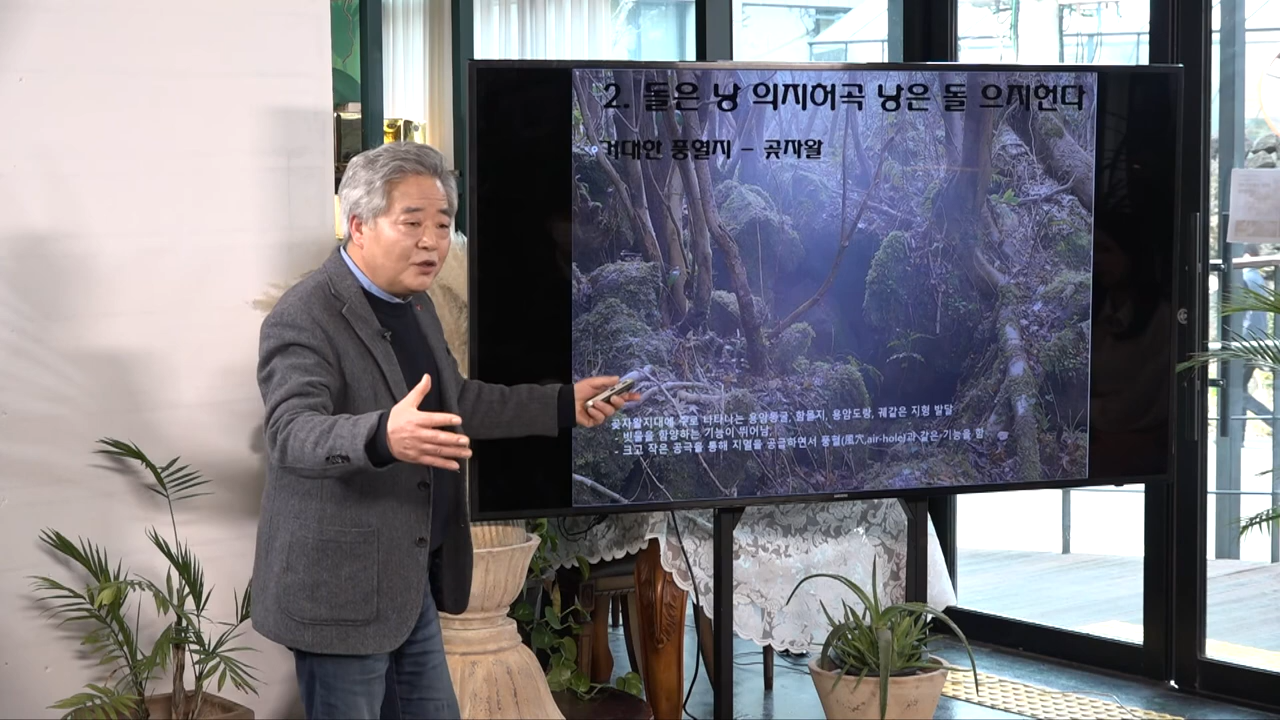 2. 돌은 낭 의지허곡 낭은 돌 으지헌다
거대한 풍혈지 - 곶자왈
곶자왈지대에 주로 나타나는 용암동굴, 함몰지, 용암도랑, 궤같은 지형 발달
- 빗물을 함양하는 기능이 뛰어남,
- 크고 작은 공극을 통해 지열을 공급하면서 풍혈(風穴,air-hole)과 같은 기능을 함